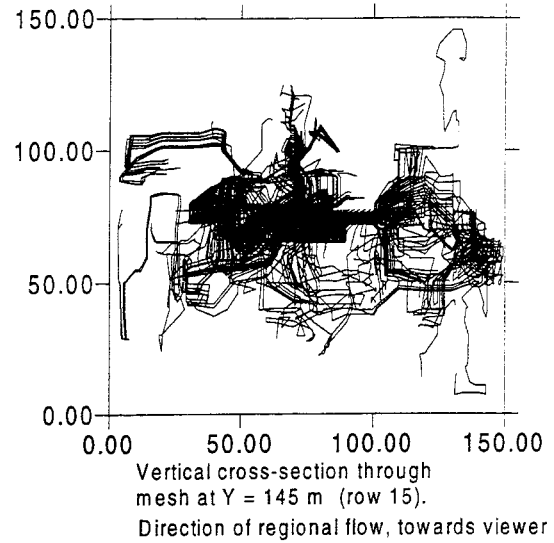 150.00
100.00
50.00
0.00
0.00 50.00 100.00 150.00
Vertical cross-section through
mesh at Y = 145 m (row 15).
Direction of regional flow, towards viewer